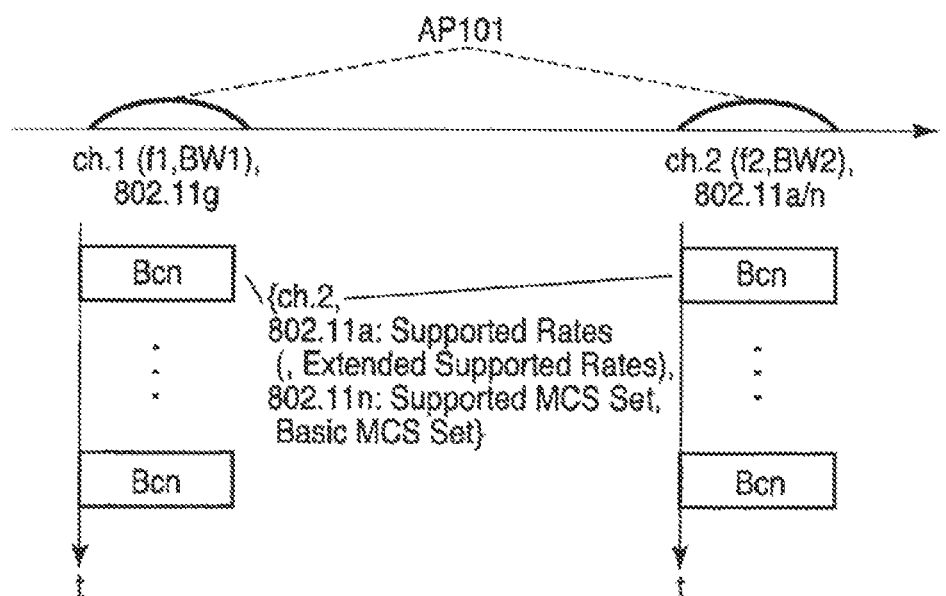 AP101
ch.1 (f1,BW1),
802.11g
ch.2 (f2,BW2),
802.11a/n
Bcn
Bcn
{ch.2,
802.11a: Supported Rates
(, Extended Supported Rates),
802.11n: Supported MCS Set,
Basic MCS Set}
Bcn
Bcn
t
t